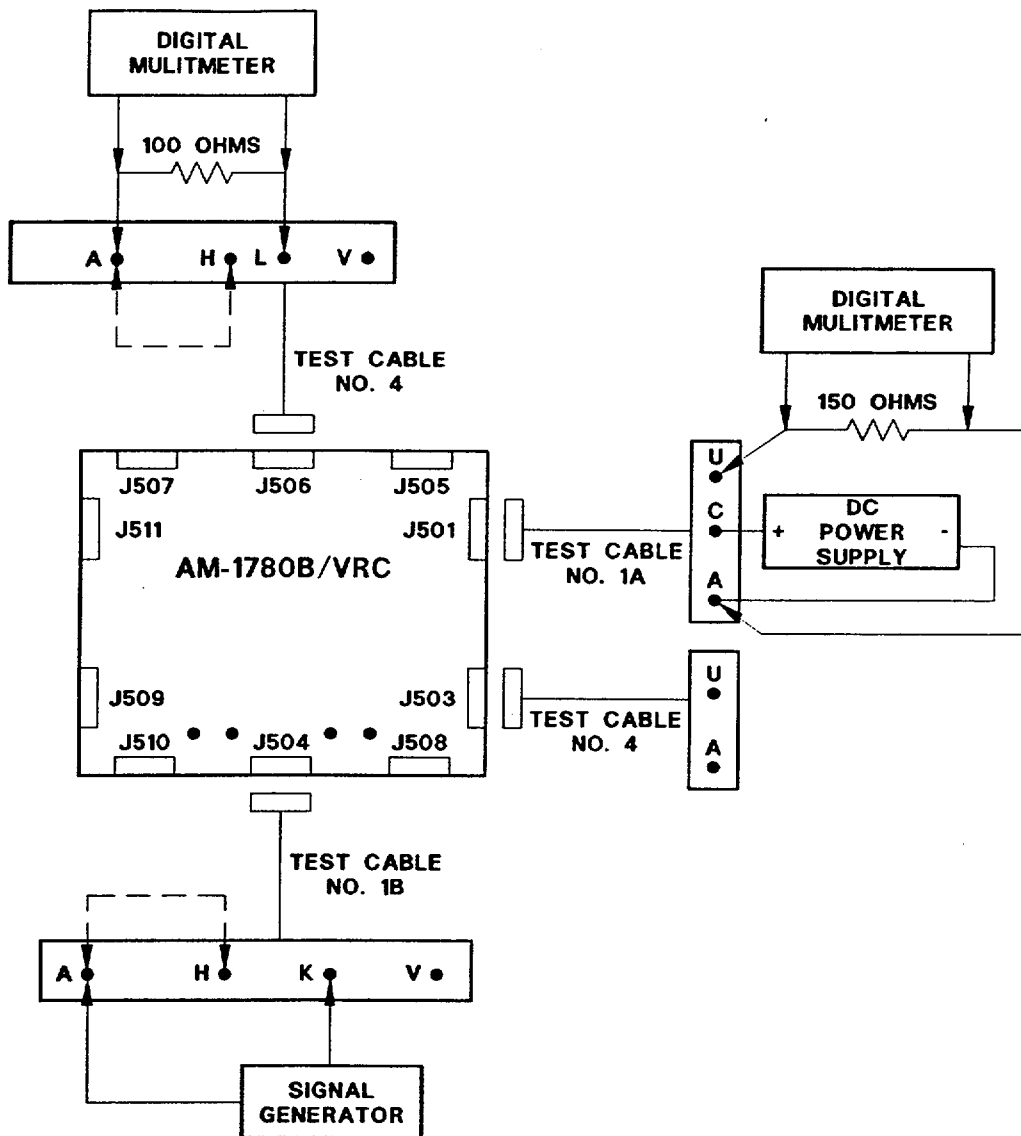 DIGITAL
MULITMETER
100 OHMS
A
H
L
V
TEST CABLE
NO. 4
DIGITAL
MULITMETER
150 OHMS
U
C
A
+
DC
POWER
SUPPLY
-
J507
J506
J505
J511
J501
AM-1780B/VRC
TEST CABLE
NO. 1A
J509
J503
J510
J504
J508
TEST CABLE
NO. 4
U
A
TEST CABLE
NO. 1B
A
H
K
V
SIGNAL
GENERATOR